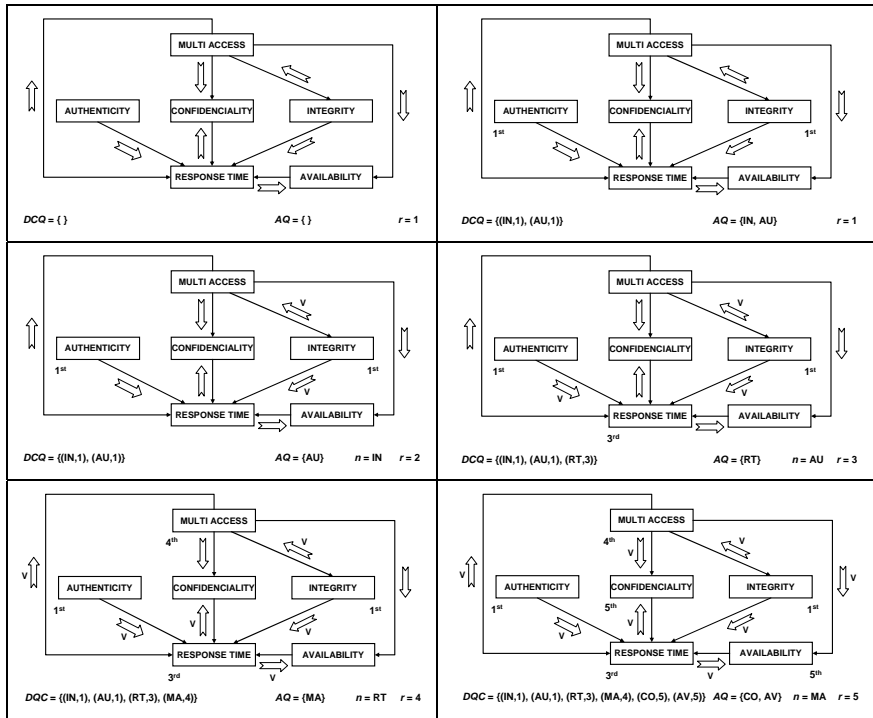 MULTI ACCESS
AUTHENTICITY CONFIDENCIALITY INTEGRITY
RESPONSE TIME AVAILABILITY
DCQ = { } AQ = { } r = 1
MULTI ACCESS
AUTHENTICITY CONFIDENCIALITY INTEGRITY
1st 1st
RESPONSE TIME AVAILABILITY
DCQ = {(IN,1), (AU,1)} AQ = {IN, AU} r = 1
MULTI ACCESS
V
AUTHENTICITY CONFIDENCIALITY INTEGRITY
1st 1st
V
RESPONSE TIME AVAILABILITY
DCQ = {(IN,1), (AU,1)} AQ = {AU} n = IN r = 2
MULTI ACCESS
V
AUTHENTICITY CONFIDENCIALITY INTEGRITY
1st 1st
V V
RESPONSE TIME AVAILABILITY
3rd
DCQ = {(IN,1), (AU,1), (RT,3)} AQ = {RT} n = AU r = 3
MULTI ACCESS
4th V
V
AUTHENTICITY CONFIDENCIALITY INTEGRITY
1st 1st
V V V
RESPONSE TIME AVAILABILITY
3rd V
DQC = {(IN,1), (AU,1), (RT,3), (MA,4)} AQ = {MA} n = RT r = 4
MULTI ACCESS
4th V V
V V
AUTHENTICITY CONFIDENCIALITY INTEGRITY
1st 5th 1st
V V V
RESPONSE TIME AVAILABILITY
3rd V 5th
DQC = {(IN,1), (AU,1), (RT,3), (MA,4), (CO,5), (AV,5)} AQ = {CO, AV} n = MA r = 5